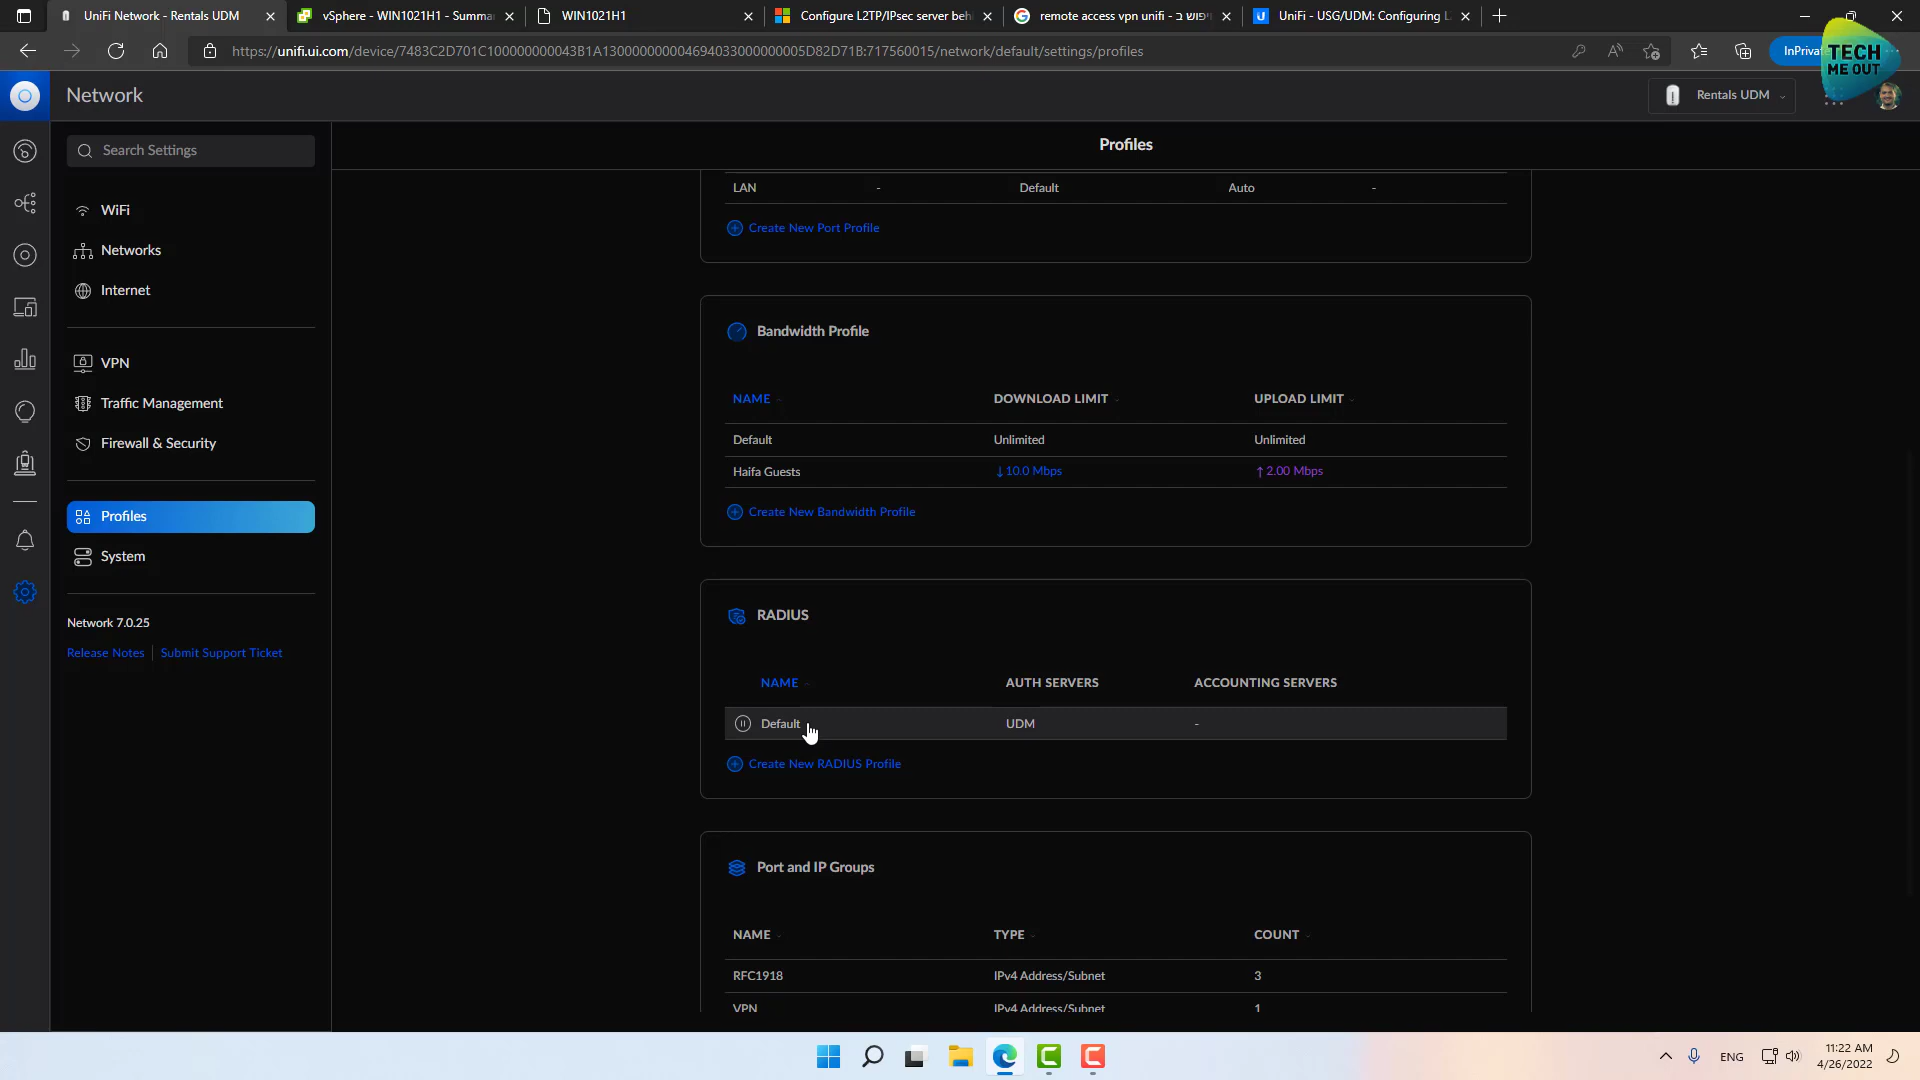 UniFi Network - Rentals UDM
vSphere - WIN1021H1 - Summa
WIN1021H1
Configure L2TP/IPsec server beh
remote access vpn unifi - חיפוש ב
UniFi - USG/UDM: Configuring L
https://unifi.ui.com/device/7483C2D701C100000000043B1A1300000000046940330000000005D82D71B:717560015/network/default/settings/profiles
InPrivate
TECH
ME OUT
Network
Rentals UDM
Search Settings
Profiles
WiFi
Networks
Internet
VPN
Traffic Management
Firewall & Security
Profiles
System
Network 7.0.25
Release Notes
Submit Support Ticket
LAN - Default Auto -
Create New Port Profile
Bandwidth Profile
NAME DOWNLOAD LIMIT UPLOAD LIMIT
Default Unlimited Unlimited
Haifa Guests ↓10.0 Mbps ↑2.00 Mbps
Create New Bandwidth Profile
RADIUS
NAME AUTH SERVERS ACCOUNTING SERVERS
Default UDM -
Create New RADIUS Profile
Port and IP Groups
NAME TYPE COUNT
RFC1918 IPv4 Address/Subnet 3
VPN IPv4 Address/Subnet 1
ENG
11:22 AM
4/26/2022